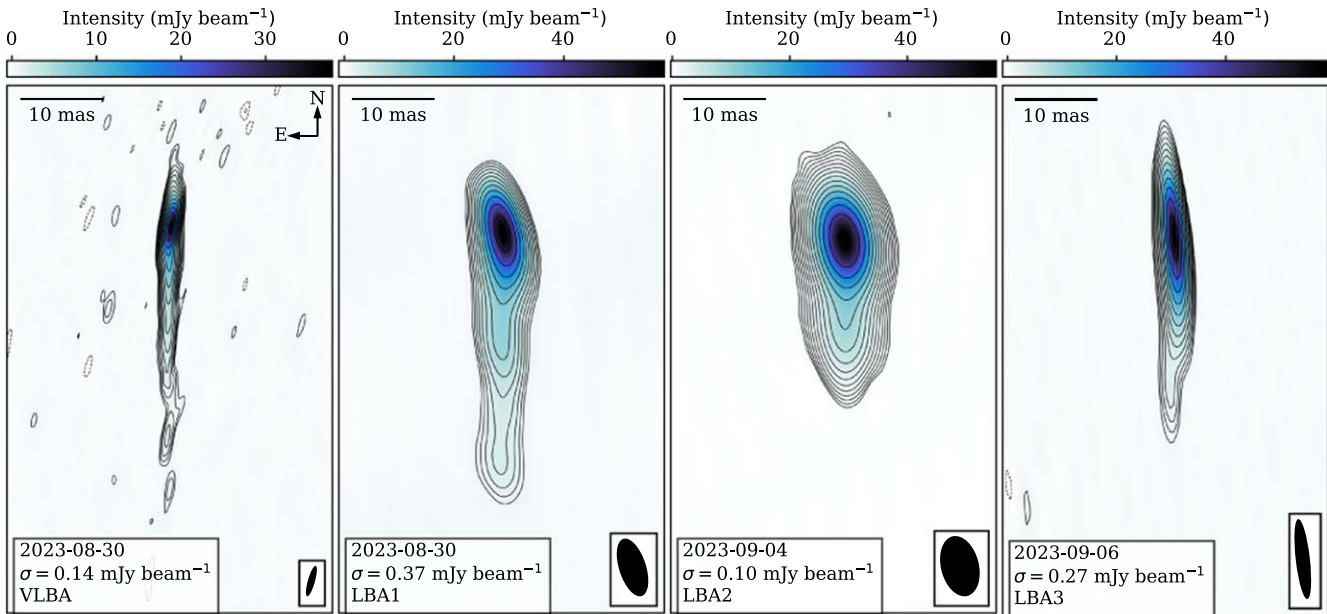 Intensity (mJy beam⁻¹)
0 10 20 30
10 mas
N
E
2023-08-30
σ = 0.14 mJy beam⁻¹
VLBA
Intensity (mJy beam⁻¹)
0 20 40
10 mas
2023-08-30
σ = 0.37 mJy beam⁻¹
LBA1
Intensity (mJy beam⁻¹)
0 20 40
10 mas
2023-09-04
σ = 0.10 mJy beam⁻¹
LBA2
Intensity (mJy beam⁻¹)
0 20 40
10 mas
2023-09-06
σ = 0.27 mJy beam⁻¹
LBA3